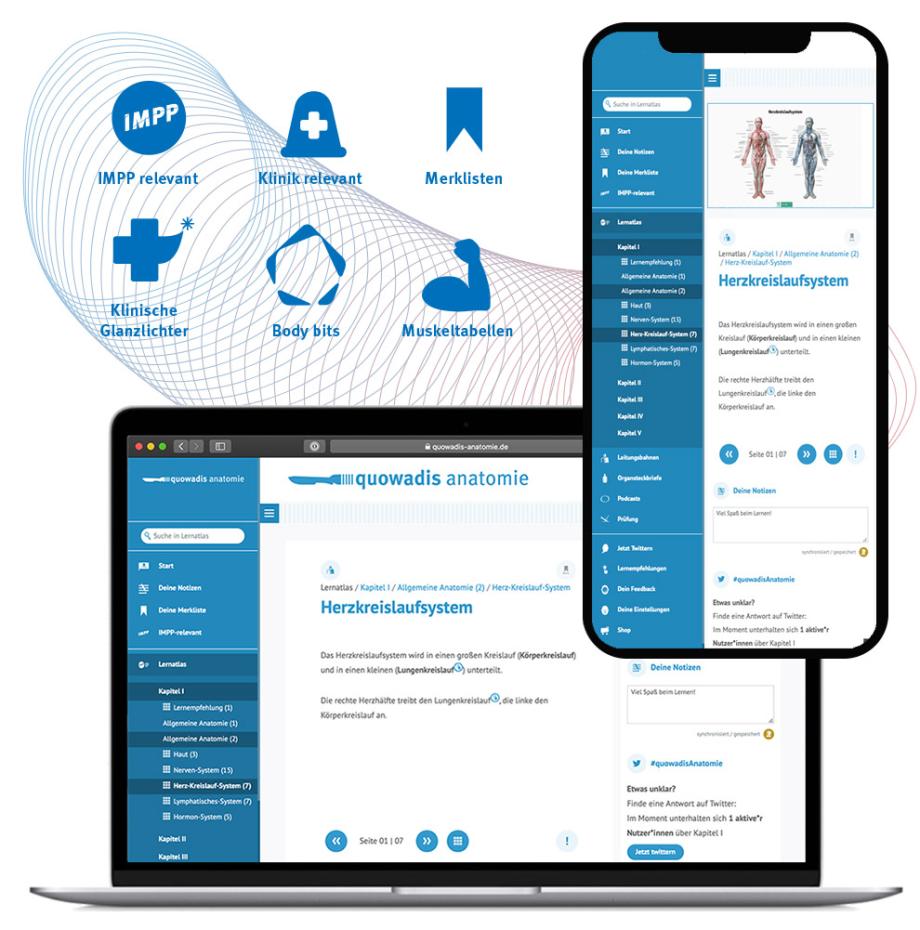 IMPP
IMPP relevant
Klinik relevant
Merklisten
Klinische
Glanzlichter
Body bits
Muskeltabellen
Suche in Lernatlas
Start
Deine Notizen
Deine Merkliste
IMPP-relevant
Lernatlas
Kapitel I
Lernempfehlung (1)
Allgemeine Anatomie (1)
Allgemeine Anatomie (2)
Haut (3)
Nerven-System (13)
Herz-Kreislauf-System (7)
Lymphatisches-System (7)
Hormon-System (5)
Kapitel II
Kapitel III
Kapitel IV
Kapitel V
Leitungsbahnen
Organsteckbriefe
Podcasts
Prüfung
Jetzt Twittern
Lernempfehlungen
Dein Feedback
Deine Einstellungen
Shop
Herzkreislaufsystem
Lernatlas / Kapitel I / Allgemeine Anatomie (2)
/ Herz-Kreislauf-System
Herzkreislaufsystem
Das Herzkreislaufsystem wird in einen großen
Kreislauf (Körperkreislauf) und in einen kleinen
(Lungenkreislauf) unterteilt.
Die rechte Herzhälfte treibt den
Lungenkreislauf, die linke den
Körperkreislauf an.
Seite 01 | 07
!
Deine Notizen
Viel Spaß beim Lernen!
synchronisiert / gespeichert
#quowadisAnatomie
Etwas unklar?
Finde eine Antwort auf Twitter:
Im Moment unterhalten sich 1 aktive*r
Nutzer*innen über Kapitel I
quowadis-anatomie.de
quowadis anatomie
quowadis anatomie
Suche in Lernatlas
Start
Deine Notizen
Deine Merkliste
IMPP-relevant
Lernatlas
Kapitel I
Lernempfehlung (1)
Allgemeine Anatomie (1)
Allgemeine Anatomie (2)
Haut (3)
Nerven-System (13)
Herz-Kreislauf-System (7)
Lymphatisches-System (7)
Hormon-System (5)
Kapitel II
Kapitel III
Lernatlas / Kapitel I / Allgemeine Anatomie (2) / Herz-Kreislauf-System
Herzkreislaufsystem
Das Herzkreislaufsystem wird in einen großen Kreislauf (Körperkreislauf)
und in einen kleinen (Lungenkreislauf) unterteilt.
Die rechte Herzhälfte treibt den Lungenkreislauf, die linke den
Körperkreislauf an.
Seite 01 | 07
!
Deine Notizen
Viel Spaß beim Lernen!
synchronisiert / gespeichert
#quowadisAnatomie
Etwas unklar?
Finde eine Antwort auf Twitter:
Im Moment unterhalten sich 1 aktive*r
Nutzer*innen über Kapitel I
Jetzt twittern